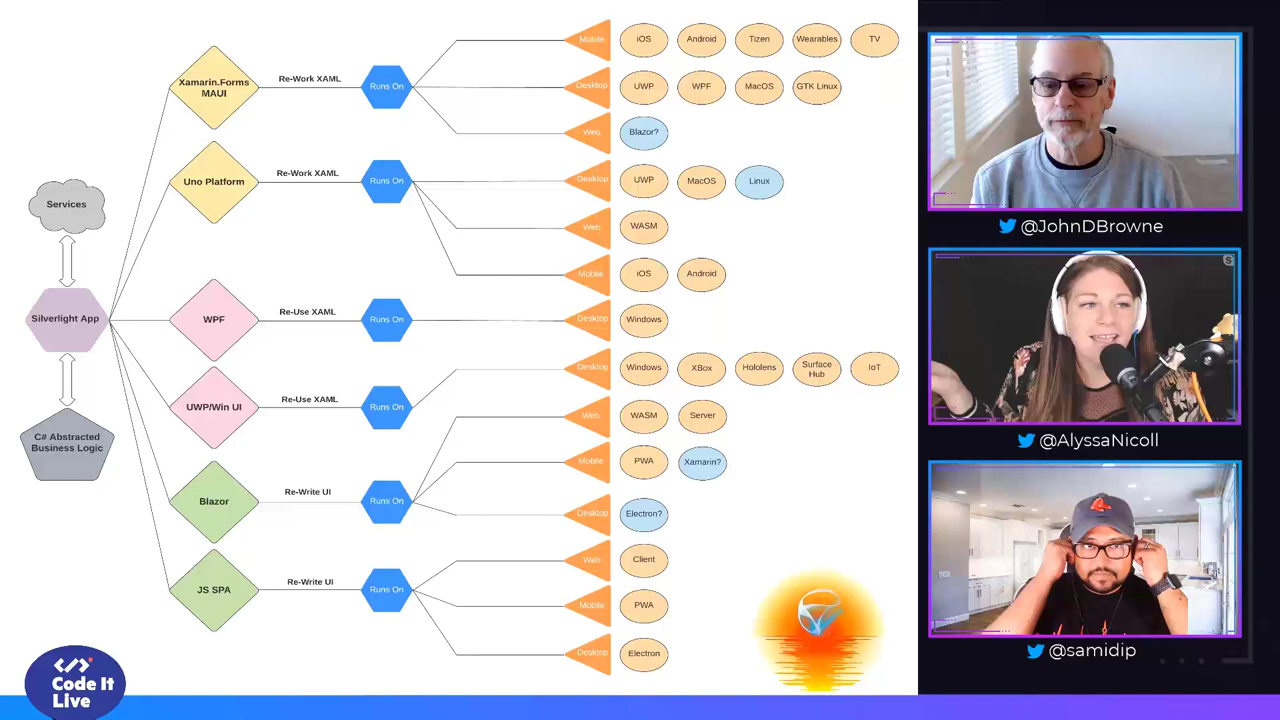 Mobile
iOS
Android
Tizen
Wearables
TV
Xamarin.Forms
MAUI
Re-Work XAML
Runs On
Desktop
UWP
WPF
MacOS
GTK Linux
Web
Blazor?
Uno Platform
Re-Work XAML
Runs On
Desktop
UWP
MacOS
Linux
Web
WASM
Mobile
iOS
Android
Services
Silverlight App
C# Abstracted
Business Logic
WPF
Re-Use XAML
Runs On
Desktop
Windows
UWP/Win UI
Re-Use XAML
Runs On
Desktop
Windows
XBox
Hololens
Surface
Hub
IoT
Blazor
Re-Write UI
Runs On
Web
WASM
Server
Mobile
PWA
Xamarin?
Desktop
Electron?
JS SPA
Re-Write UI
Runs On
Web
Client
Mobile
PWA
Desktop
Electron
</> Code It
Live
@JohnDBrowne
@AlyssaNicoll
@samidip